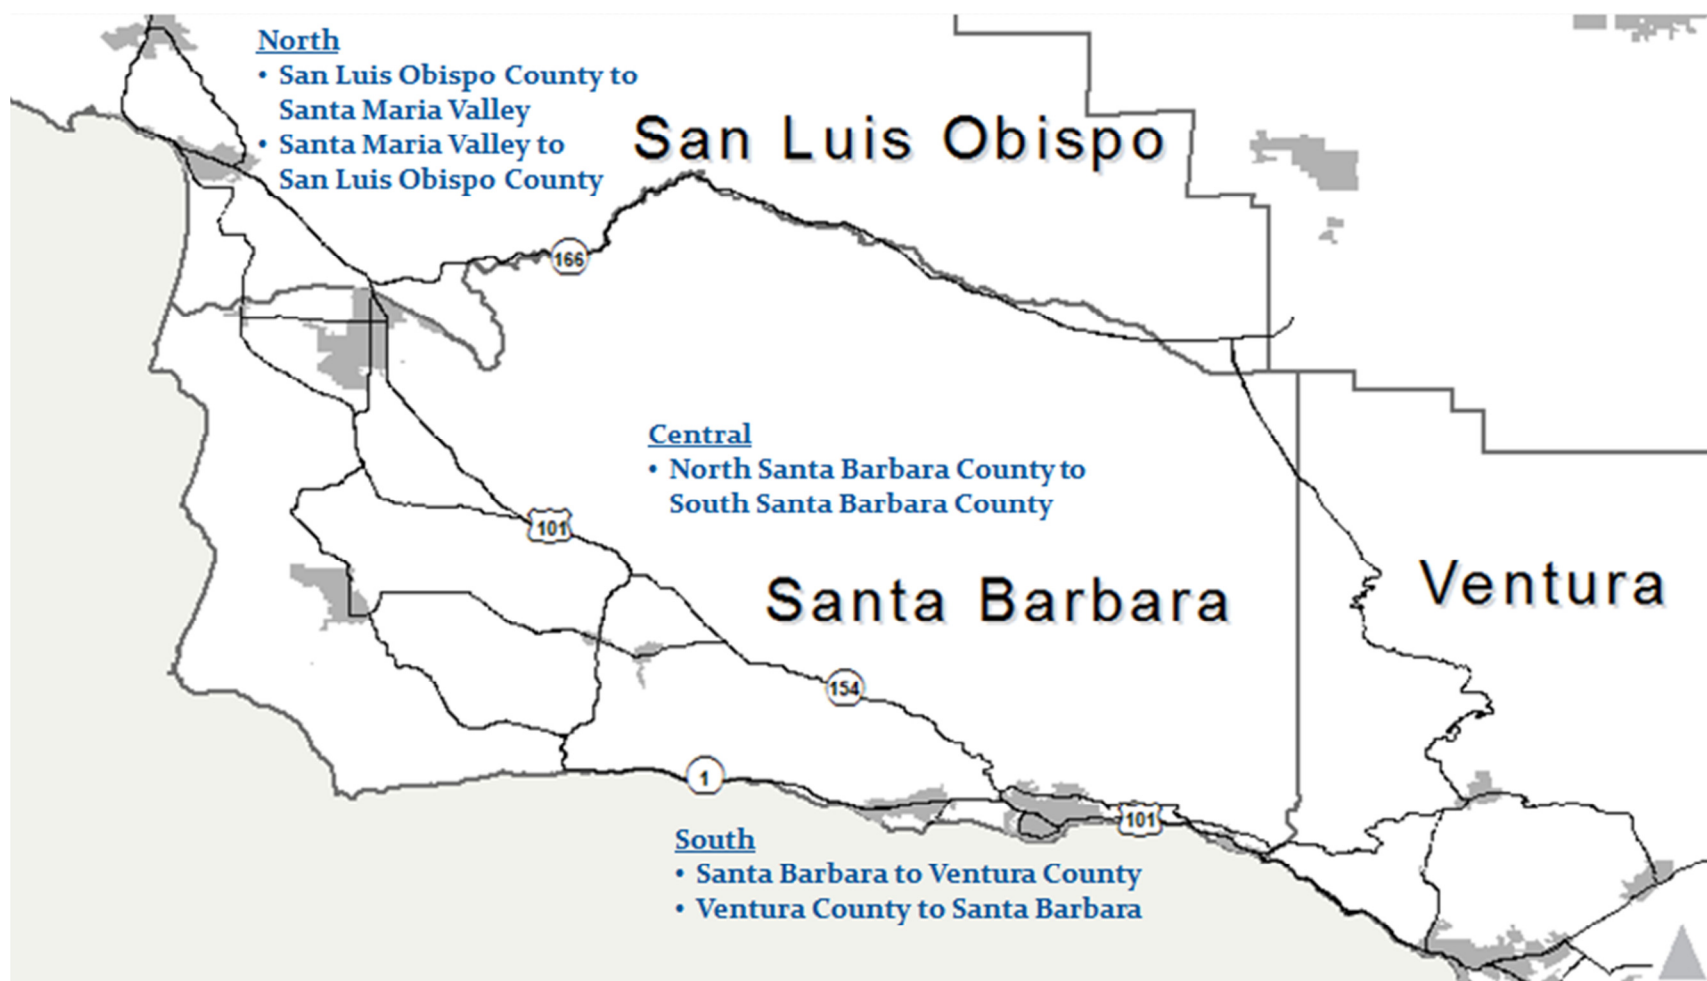 North
• San Luis Obispo County to
Santa Maria Valley
• Santa Maria Valley to
San Luis Obispo County
San Luis Obispo
166
Central
• North Santa Barbara County to
South Santa Barbara County
101
Santa Barbara
Ventura
154
1
101
South
• Santa Barbara to Ventura County
• Ventura County to Santa Barbara